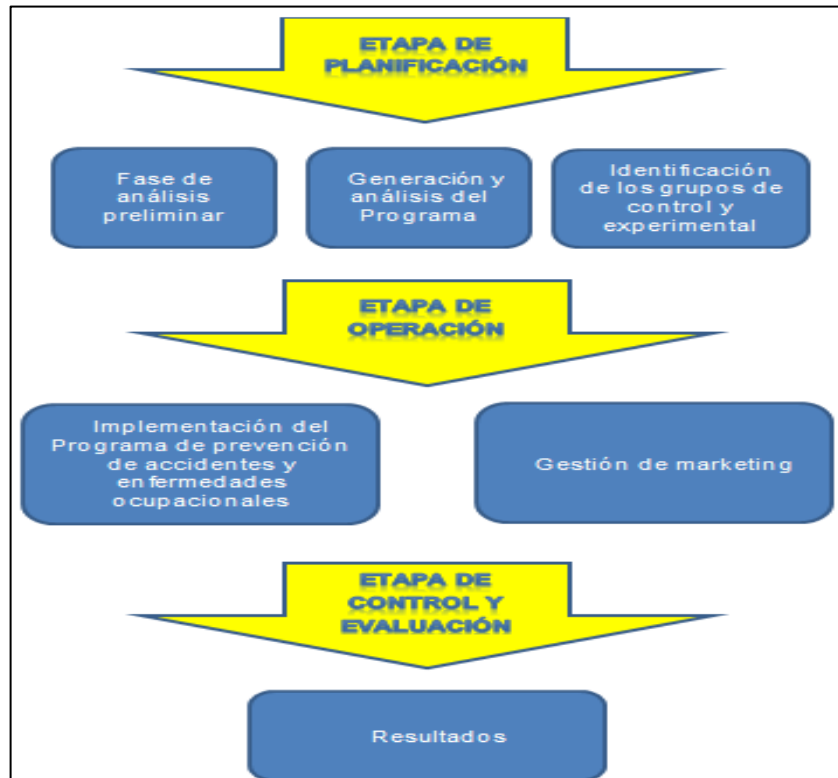 ETAPA DE
PLANIFICACIÓN
Fase de
análisis
preliminar
Generación y
análisis del
Programa
Identificación
de los grupos de
control y
experimental
ETAPA DE
OPERACIÓN
Implementación del
Programa de prevención
de accidentes y
enfermedades
ocupacionales
Gestión de marketing
ETAPA DE
CONTROL Y
EVALUACIÓN
Resultados